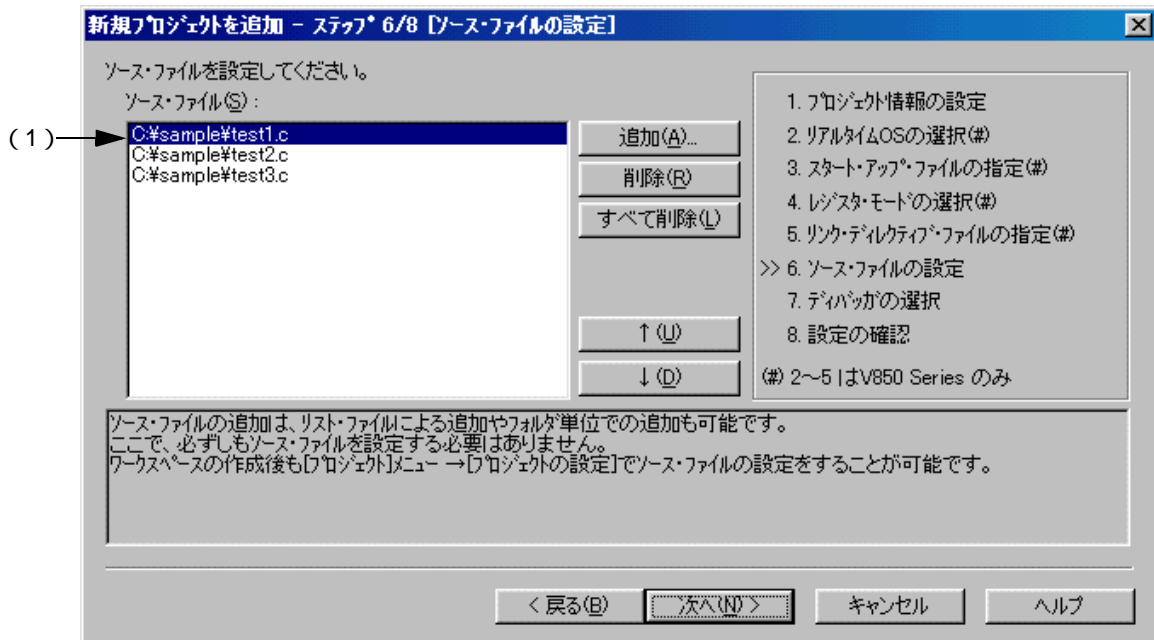 新規プロジェクトを追加 - ステップ 6/8 [ソース・ファイルの設定]
ソース・ファイルを設定してください。
ソース・ファイル(S) :
(1)
C:¥sample¥test1.c
C:¥sample¥test2.c
C:¥sample¥test3.c
追加(A)...
削除(R)
すべて削除(L)
↑(U)
↓(D)
1. プロジェクト情報の設定
2. リアルタイムOSの選択(#)
3. スタート・アップ・ファイルの指定(#)
4. レジスタ・モードの選択(#)
5. リンク・ディレクティブ・ファイルの指定(#)
>> 6. ソース・ファイルの設定
7. ディバッガの選択
8. 設定の確認
(#) 2~5 はV850 Series のみ
ソース・ファイルの追加は、リスト・ファイルによる追加やフォルダ単位での追加も可能です。
ここで、必ずしもソース・ファイルを設定する必要はありません。
ワークスペースの作成後も[プロジェクト]メニュー →[プロジェクトの設定]でソース・ファイルの設定をすることが可能です。
< 戻る(B)
次へ(N) >
キャンセル
ヘルプ